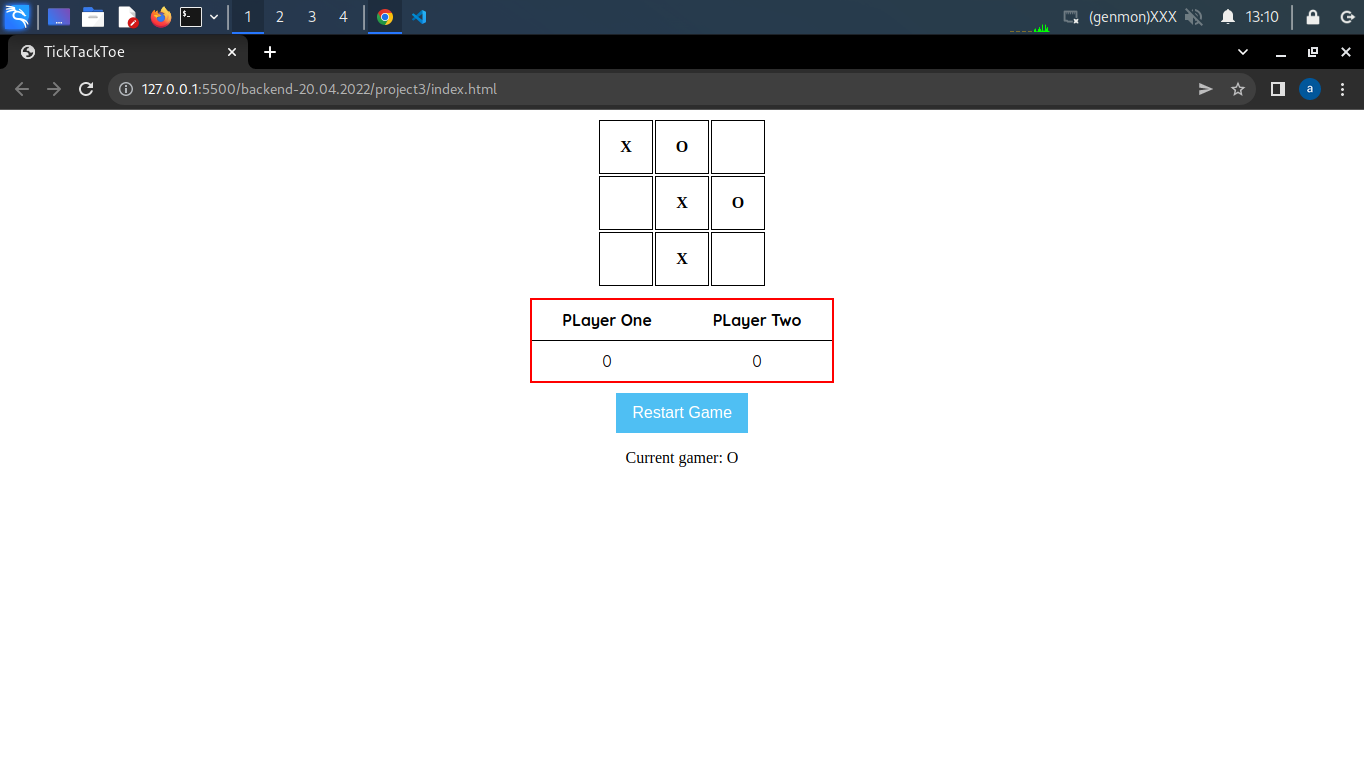 1 2 3 4 (genmon)XXX 13:10
TickTackToe
127.0.0.1:5500/backend-20.04.2022/project3/index.html a
X O
X O
X
PLayer One PLayer Two
0 0
Restart Game
Current gamer: O